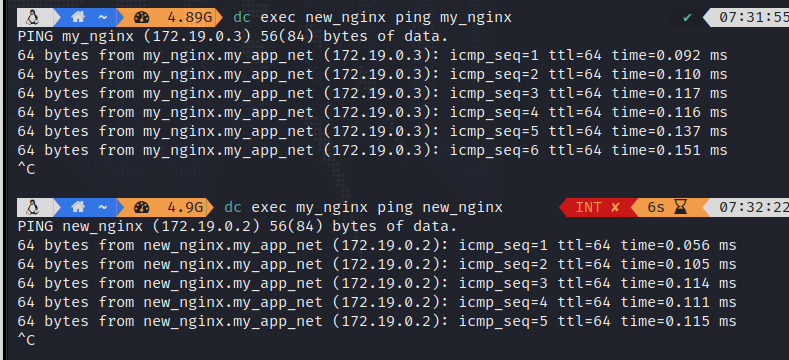 ~ 4.89G dc exec new_nginx ping my_nginx ✔ 07:31:55
PING my_nginx (172.19.0.3) 56(84) bytes of data.
64 bytes from my_nginx.my_app_net (172.19.0.3): icmp_seq=1 ttl=64 time=0.092 ms
64 bytes from my_nginx.my_app_net (172.19.0.3): icmp_seq=2 ttl=64 time=0.110 ms
64 bytes from my_nginx.my_app_net (172.19.0.3): icmp_seq=3 ttl=64 time=0.117 ms
64 bytes from my_nginx.my_app_net (172.19.0.3): icmp_seq=4 ttl=64 time=0.116 ms
64 bytes from my_nginx.my_app_net (172.19.0.3): icmp_seq=5 ttl=64 time=0.137 ms
64 bytes from my_nginx.my_app_net (172.19.0.3): icmp_seq=6 ttl=64 time=0.151 ms
^C
~ 4.9G dc exec my_nginx ping new_nginx INT ✘ 6s 07:32:22
PING new_nginx (172.19.0.2) 56(84) bytes of data.
64 bytes from new_nginx.my_app_net (172.19.0.2): icmp_seq=1 ttl=64 time=0.056 ms
64 bytes from new_nginx.my_app_net (172.19.0.2): icmp_seq=2 ttl=64 time=0.105 ms
64 bytes from new_nginx.my_app_net (172.19.0.2): icmp_seq=3 ttl=64 time=0.114 ms
64 bytes from new_nginx.my_app_net (172.19.0.2): icmp_seq=4 ttl=64 time=0.111 ms
64 bytes from new_nginx.my_app_net (172.19.0.2): icmp_seq=5 ttl=64 time=0.115 ms
^C